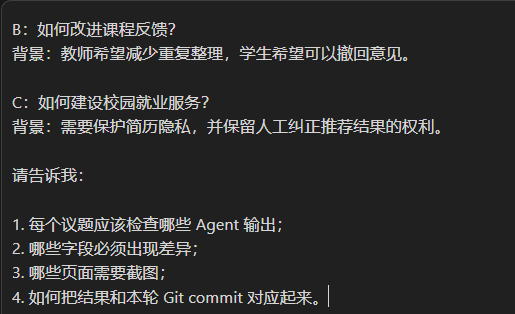 B：如何改进课程反馈？
背景：教师希望减少重复整理，学生希望可以撤回意见。
C：如何建设校园就业服务？
背景：需要保护简历隐私，并保留人工纠正推荐结果的权利。
请告诉我：
1. 每个议题应该检查哪些 Agent 输出；
2. 哪些字段必须出现差异；
3. 哪些页面需要截图；
4. 如何把结果和本轮 Git commit 对应起来。